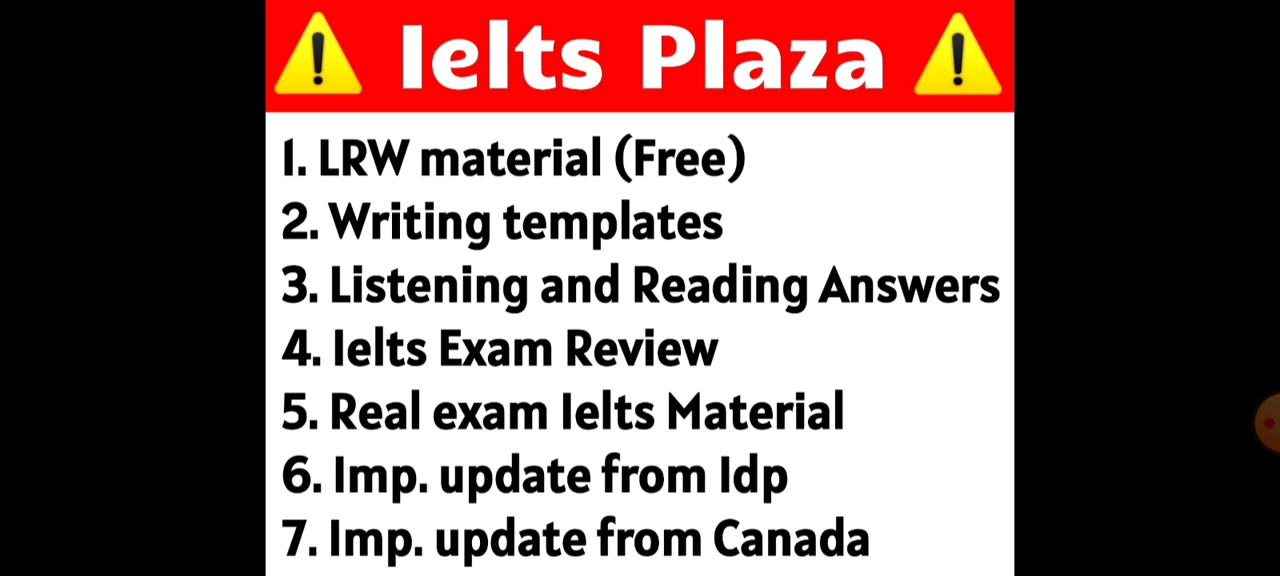 ⚠️ Ielts Plaza ⚠️
1. LRW material (Free)
2. Writing templates
3. Listening and Reading Answers
4. Ielts Exam Review
5. Real exam Ielts Material
6. Imp. update from Idp
7. Imp. update from Canada